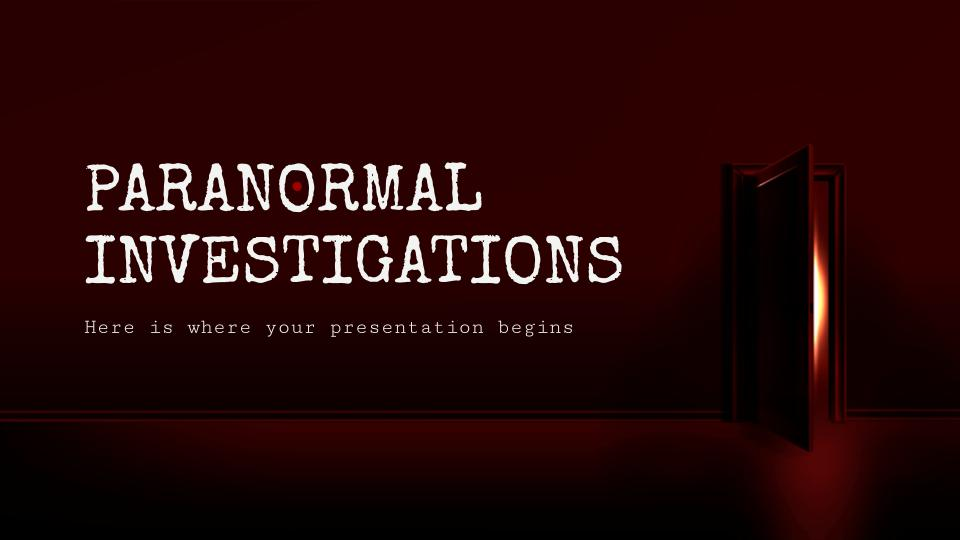 PARANORMAL
INVESTIGATIONS
Here is where your presentation begins